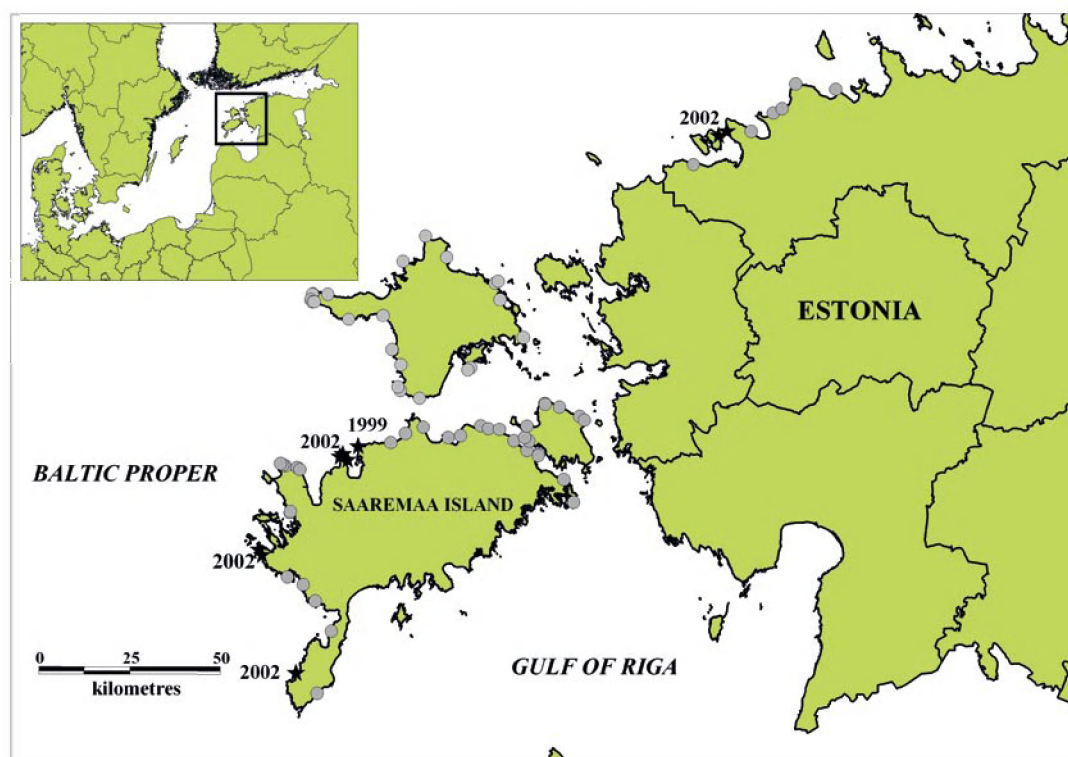 2002
ESTONIA
1999
2002
BALTIC PROPER
SAAREMAA ISLAND
2002
0 25 50
kilometres
GULF OF RIGA
2002